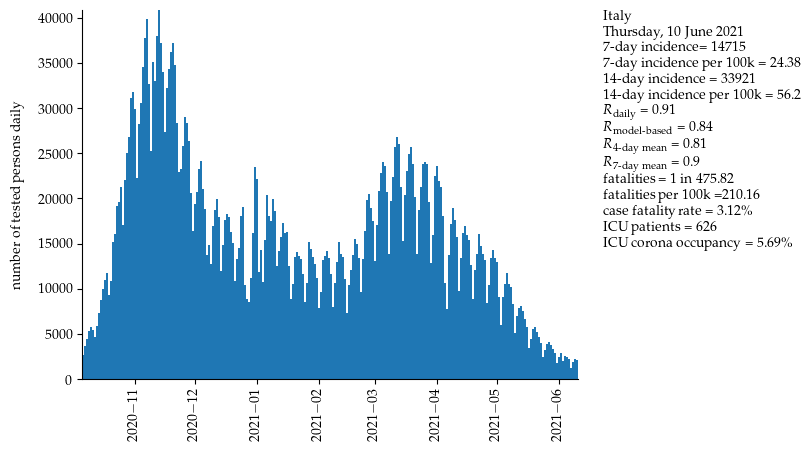 number of tested persons daily
40000
35000
30000
25000
20000
15000
10000
5000
0
2020−11
2020−12
2021−01
2021−02
2021−03
2021−04
2021−05
2021−06
Italy
Thursday, 10 June 2021
7-day incidence= 14715
7-day incidence per 100k = 24.38
14-day incidence = 33921
14-day incidence per 100k = 56.2
R daily = 0.91
R model-based = 0.84
R 4-day mean = 0.81
R 7-day mean = 0.9
fatalities = 1 in 475.82
fatalities per 100k =210.16
case fatality rate = 3.12%
ICU patients = 626
ICU corona occupancy = 5.69%